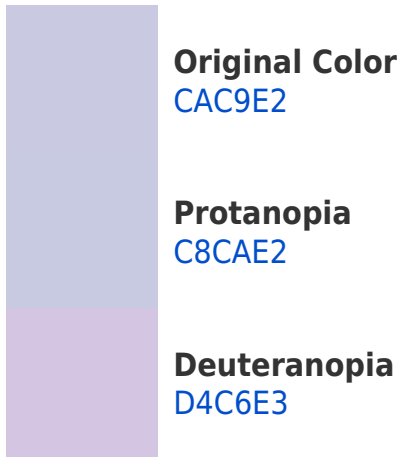 Original Color
CAC9E2
Protanopia
C8CAE2
Deuteranopia
D4C6E3